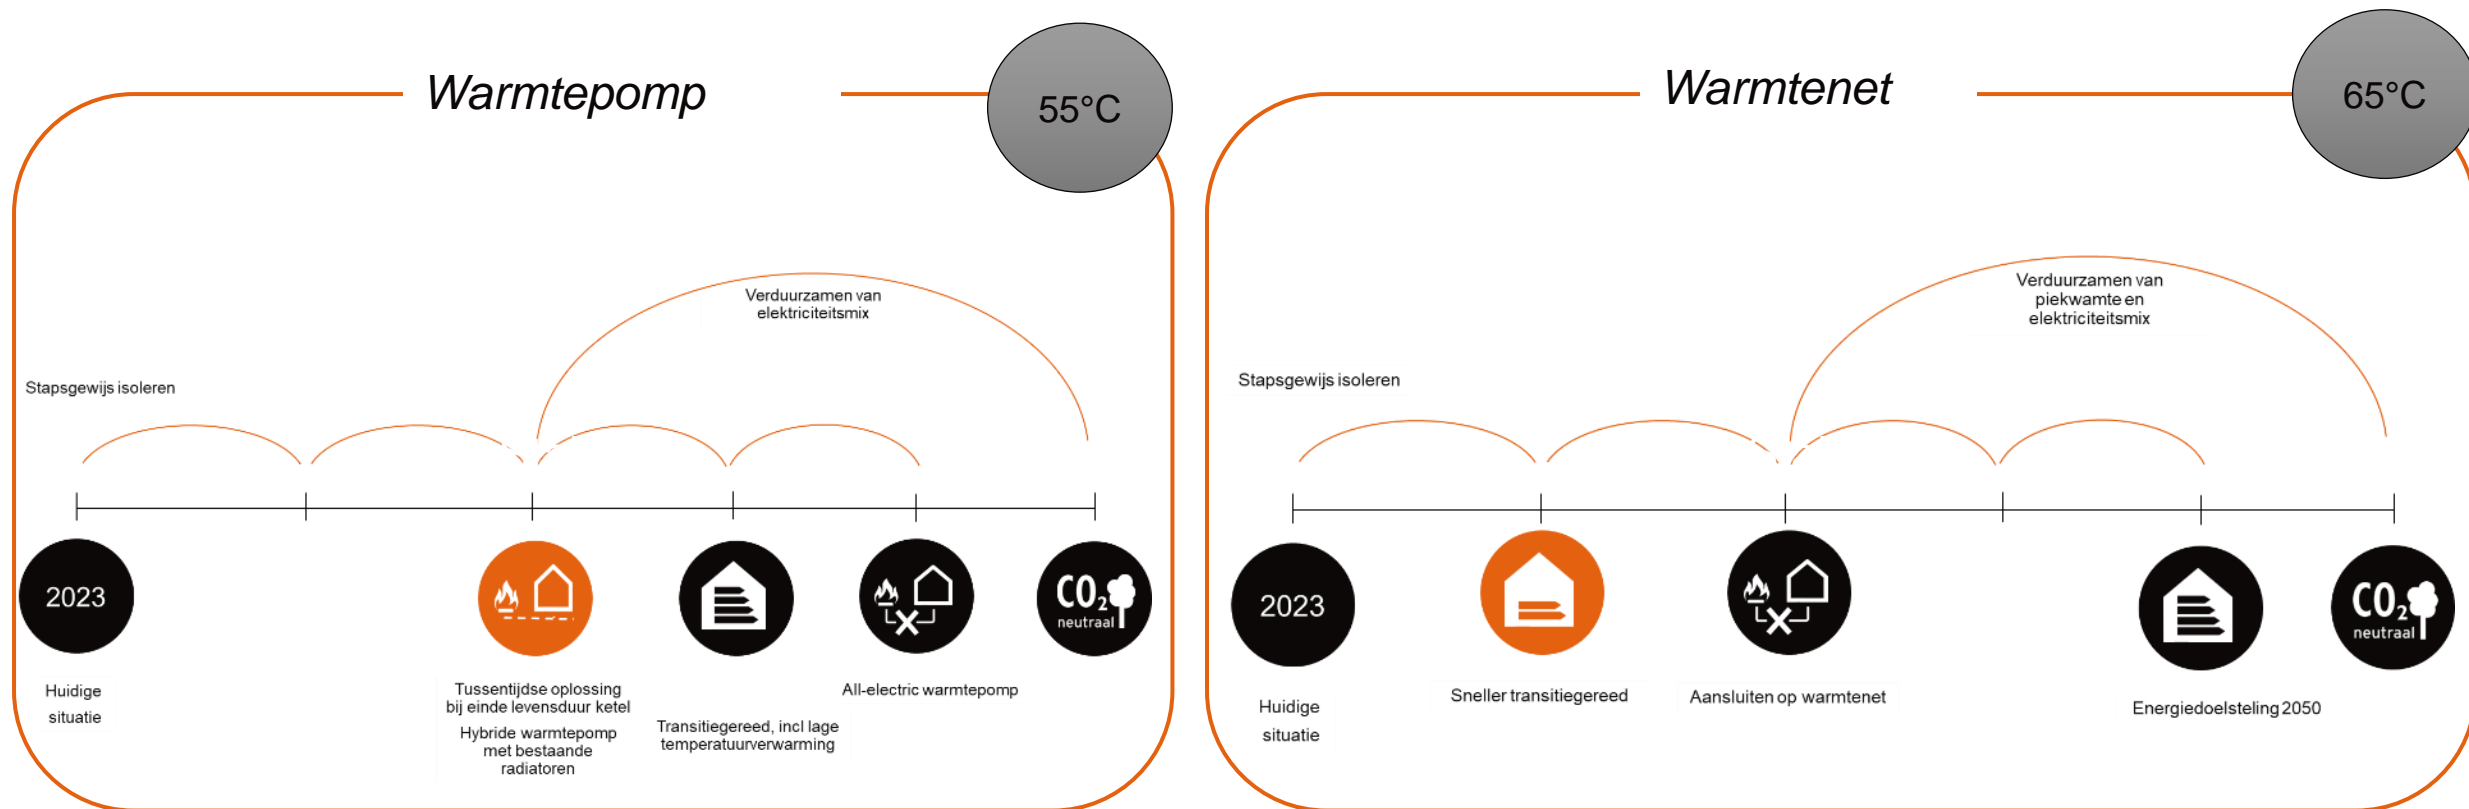 Warmtepomp
55°C
Verduurzamen van
elektriciteitsmix
Stapsgewijs isoleren
2023
CO2
neutraal
Huidige
situatie
Tussentijdse oplossing
bij einde levensduur ketel
Hybride warmtepomp
met bestaande
radiatoren
Transitiegereed, incl lage
temperatuurverwarming
All-electric warmtepomp
Warmtenet
65°C
Verduurzamen van
piekwamte en
elektriciteitsmix
Stapsgewijs isoleren
2023
CO2
neutraal
Huidige
situatie
Sneller transitiegereed
Aansluiten op warmtenet
Energiedoelsteling 2050